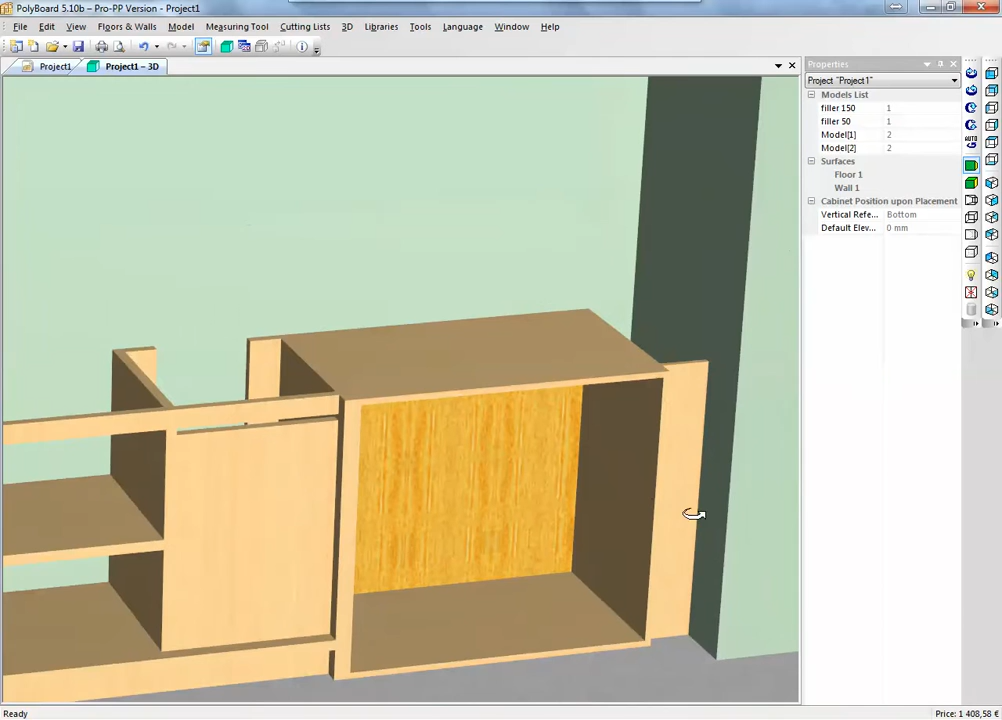 PolyBoard 5.10b – Pro-PP Version - Project1
File Edit View Floors & Walls Model Measuring Tool Cutting Lists 3D Libraries Tools Language Window Help
Project1 Project1 – 3D
Properties
Project "Project1"
Models List
filler 150 1
filler 50 1
Model[1] 2
Model[2] 2
Surfaces
Floor 1
Wall 1
Cabinet Position upon Placement
Vertical Refe... Bottom
Default Elev... 0 mm
AUTO
Ready Price: 1 408,58 €